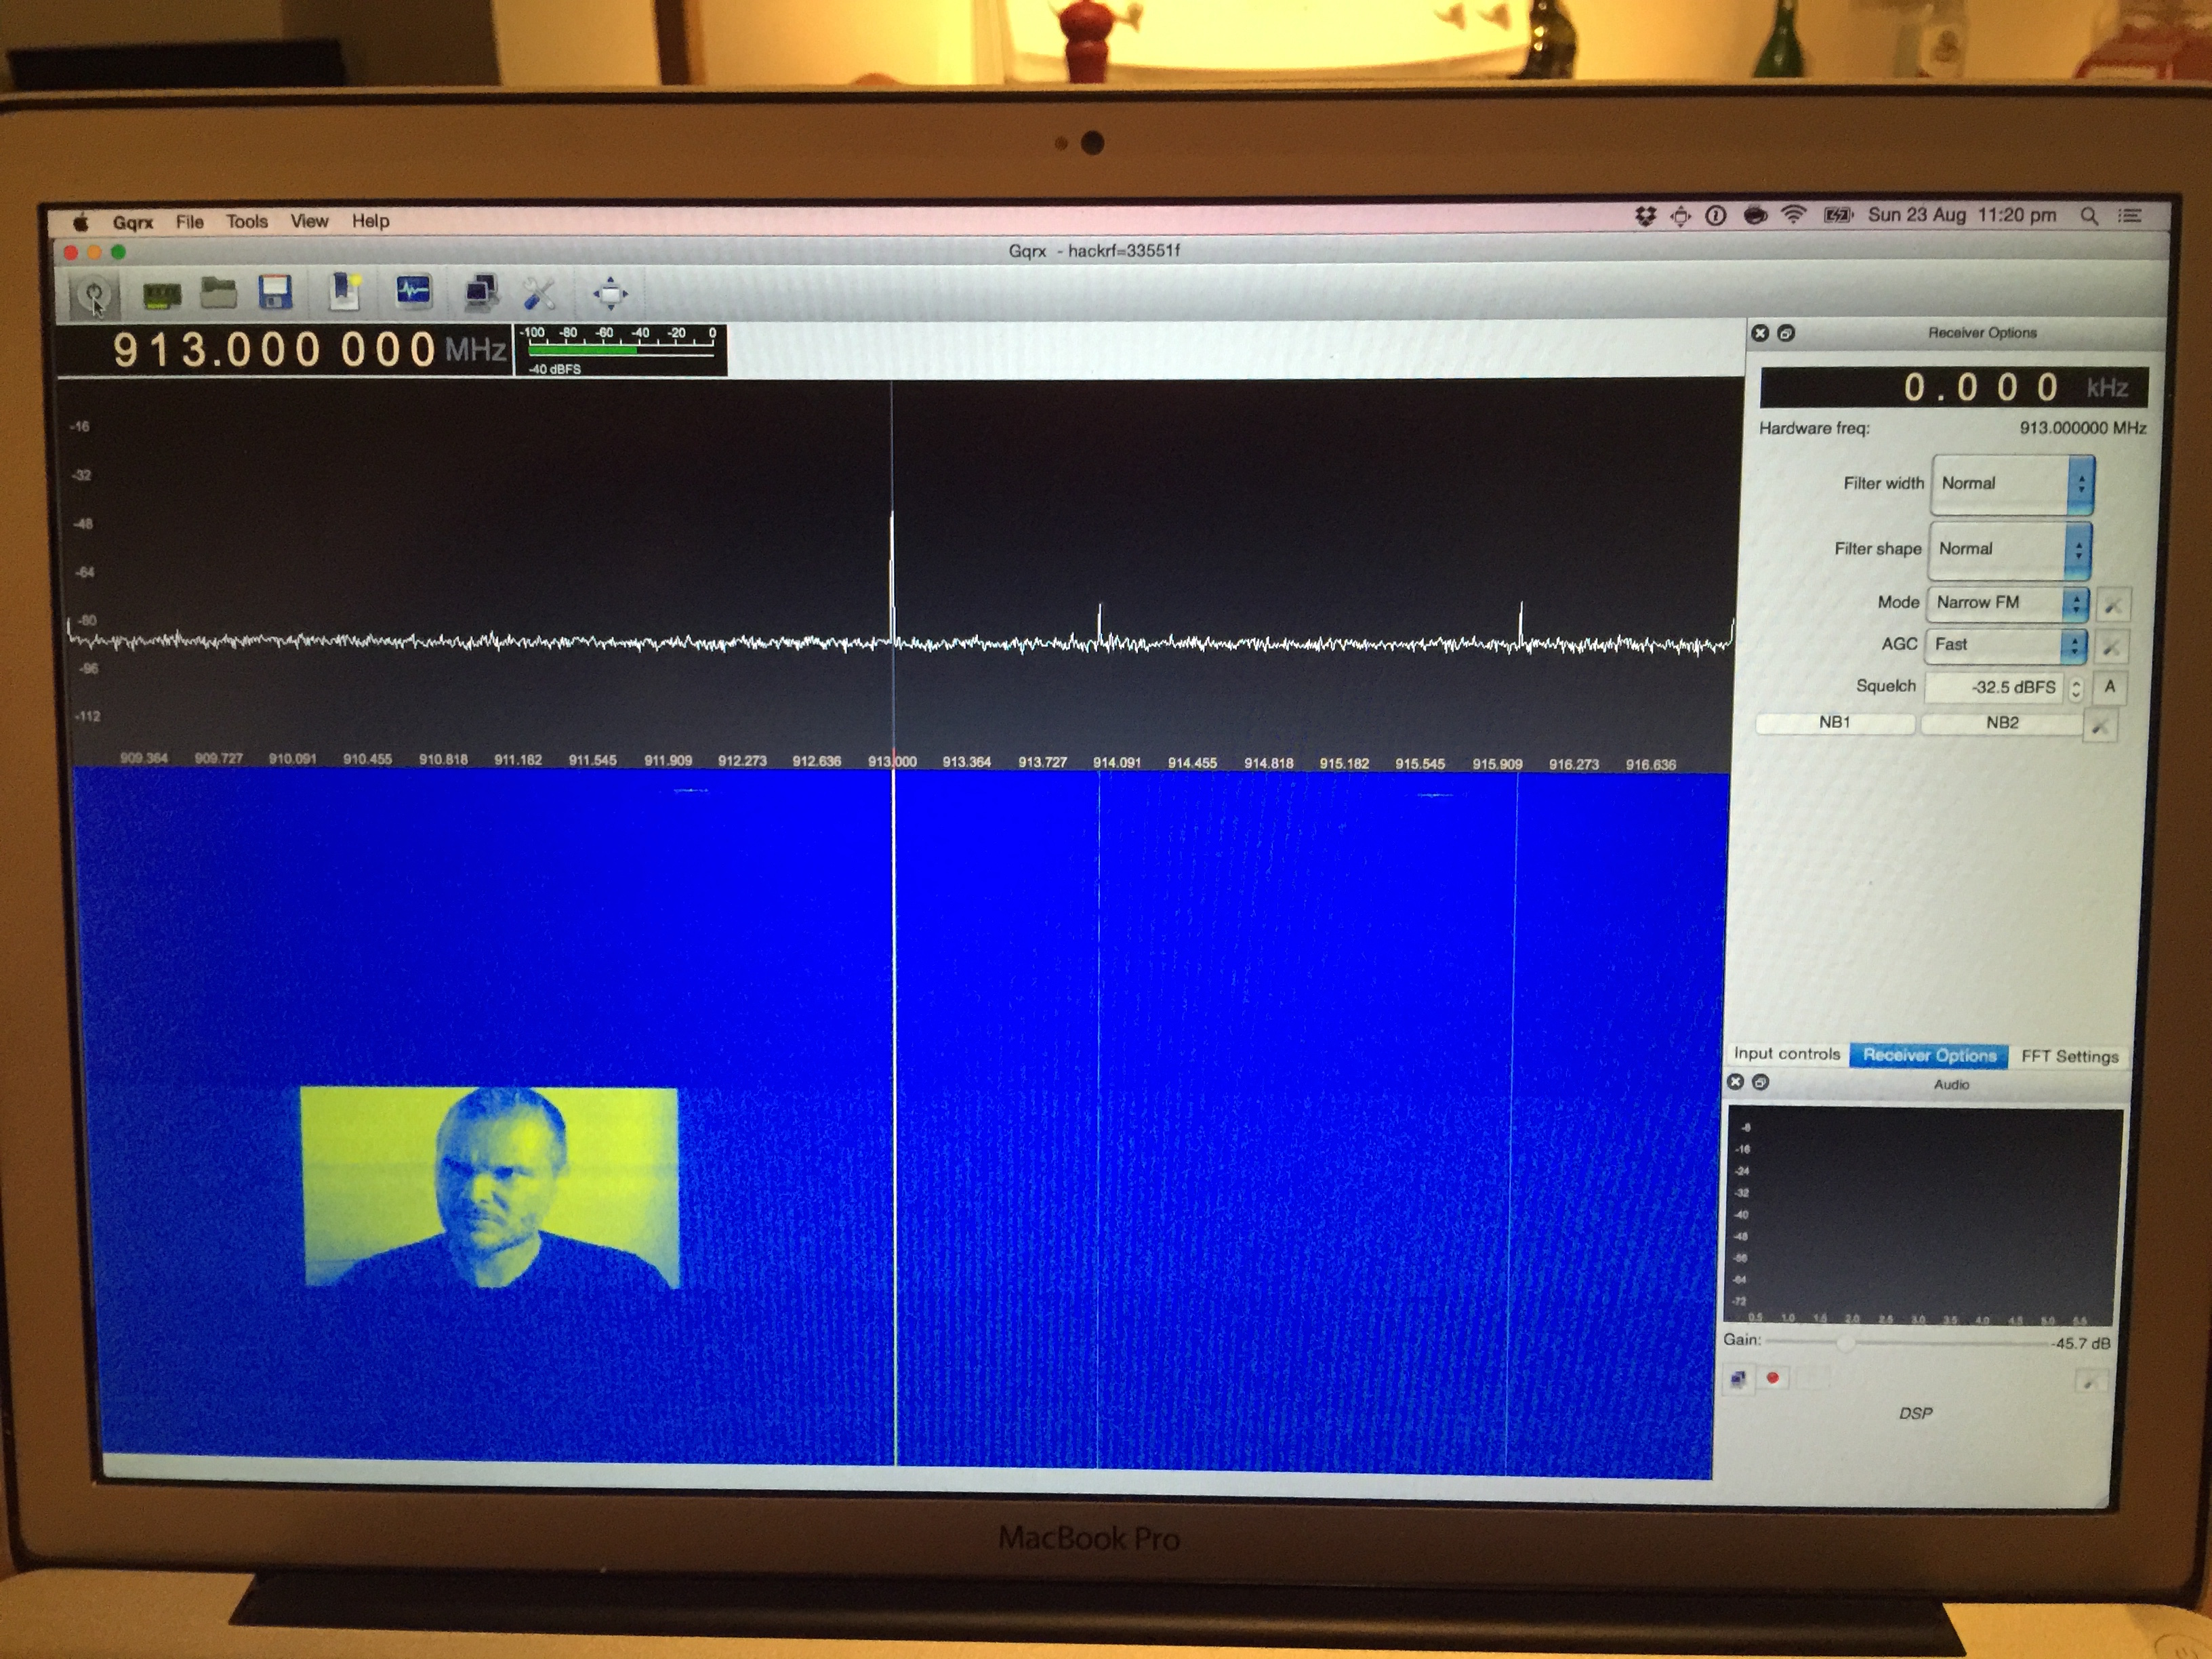 Gqrx File Tools View Help Sun 23 Aug 11:20 pm
Gqrx - hackrf=33551f
913.000 000 MHz
-100 -80 -60 -40 -20 0
-40 dBFS
Receiver Options
0.000 kHz
Hardware freq: 913.000000 MHz
Filter width Normal
Filter shape Normal
Mode Narrow FM
AGC Fast
Squelch -32.5 dBFS A
NB1 NB2
-16
-32
-48
-64
-80
-96
-112
909.364 909.727 910.091 910.455 910.818 911.182 911.545 911.909 912.273 912.636 913.000 913.364 913.727 914.091 914.455 914.818 915.182 915.545 915.909 916.273 916.636
Input controls Receiver Options FFT Settings
Audio
-8
-16
-24
-32
-40
-48
-56
-64
-72
0.5 1.0 1.5 2.0 2.5 3.0 3.5 4.0 4.5 5.0 5.5
Gain: -45.7 dB
DSP
MacBook Pro